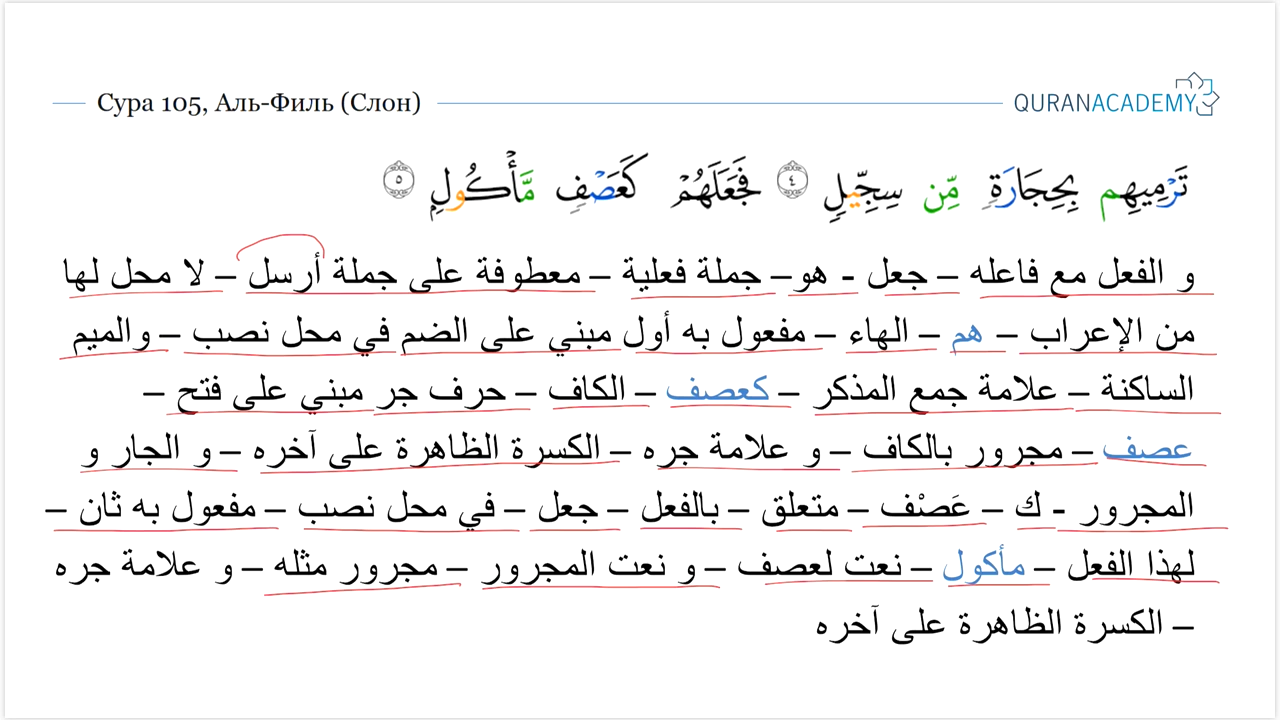 Сура 105, Аль-Филь (Слон)
QURANACADEMY
تَرْمِيهِم بِحِجَارَةٍ مِّن سِجِّيلٍ ٤ فَجَعَلَهُمْ كَعَصْفٍ مَّأْكُولٍ ٥
و الفعل مع فاعله – جعل - هو– جملة فعلية – معطوفة على جملة أرسل – لا محل لها
من الإعراب – هم – الهاء – مفعول به أول مبني على الضم في محل نصب – والميم
الساكنة – علامة جمع المذكر – كعصف – الكاف – حرف جر مبني على فتح –
عصف – مجرور بالكاف – و علامة جره – الكسرة الظاهرة على آخره – و الجار و
المجرور - ك – عَصْف – متعلق – بالفعل – جعل – في محل نصب – مفعول به ثان –
لهذا الفعل – مأكول – نعت لعصف – و نعت المجرور – مجرور مثله – و علامة جره
– الكسرة الظاهرة على آخره